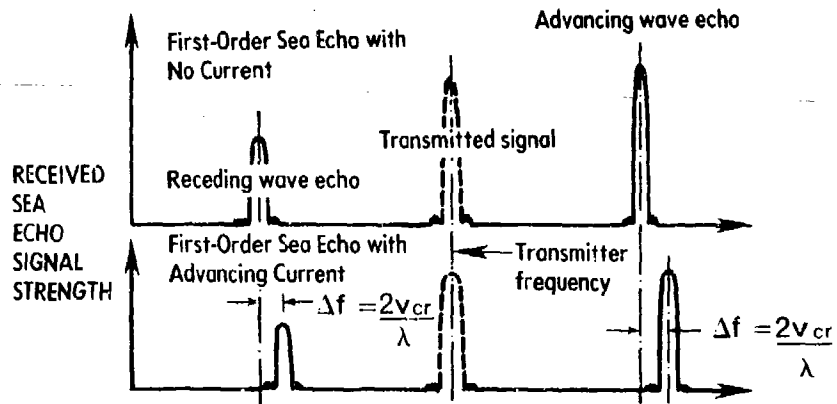 Advancing wave echo
First-Order Sea Echo with
No Current
Transmitted signal
Receding wave echo
RECEIVED
SEA
ECHO
SIGNAL
STRENGTH
First-Order Sea Echo with
Advancing Current
Transmitter
frequency
Δf = 2vcr/λ
Δf = 2vcr/λ